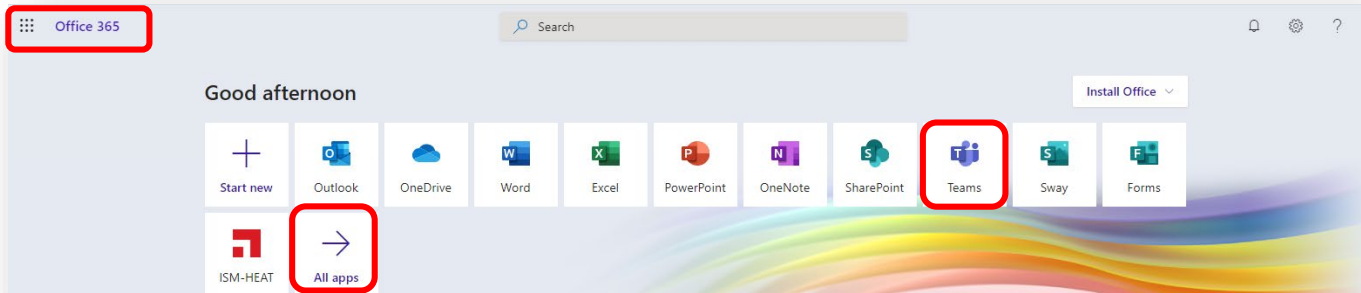 Office 365
Search
?
Good afternoon
Install Office
Start new
Outlook
OneDrive
Word
Excel
PowerPoint
OneNote
SharePoint
Teams
Sway
Forms
ISM-HEAT
All apps